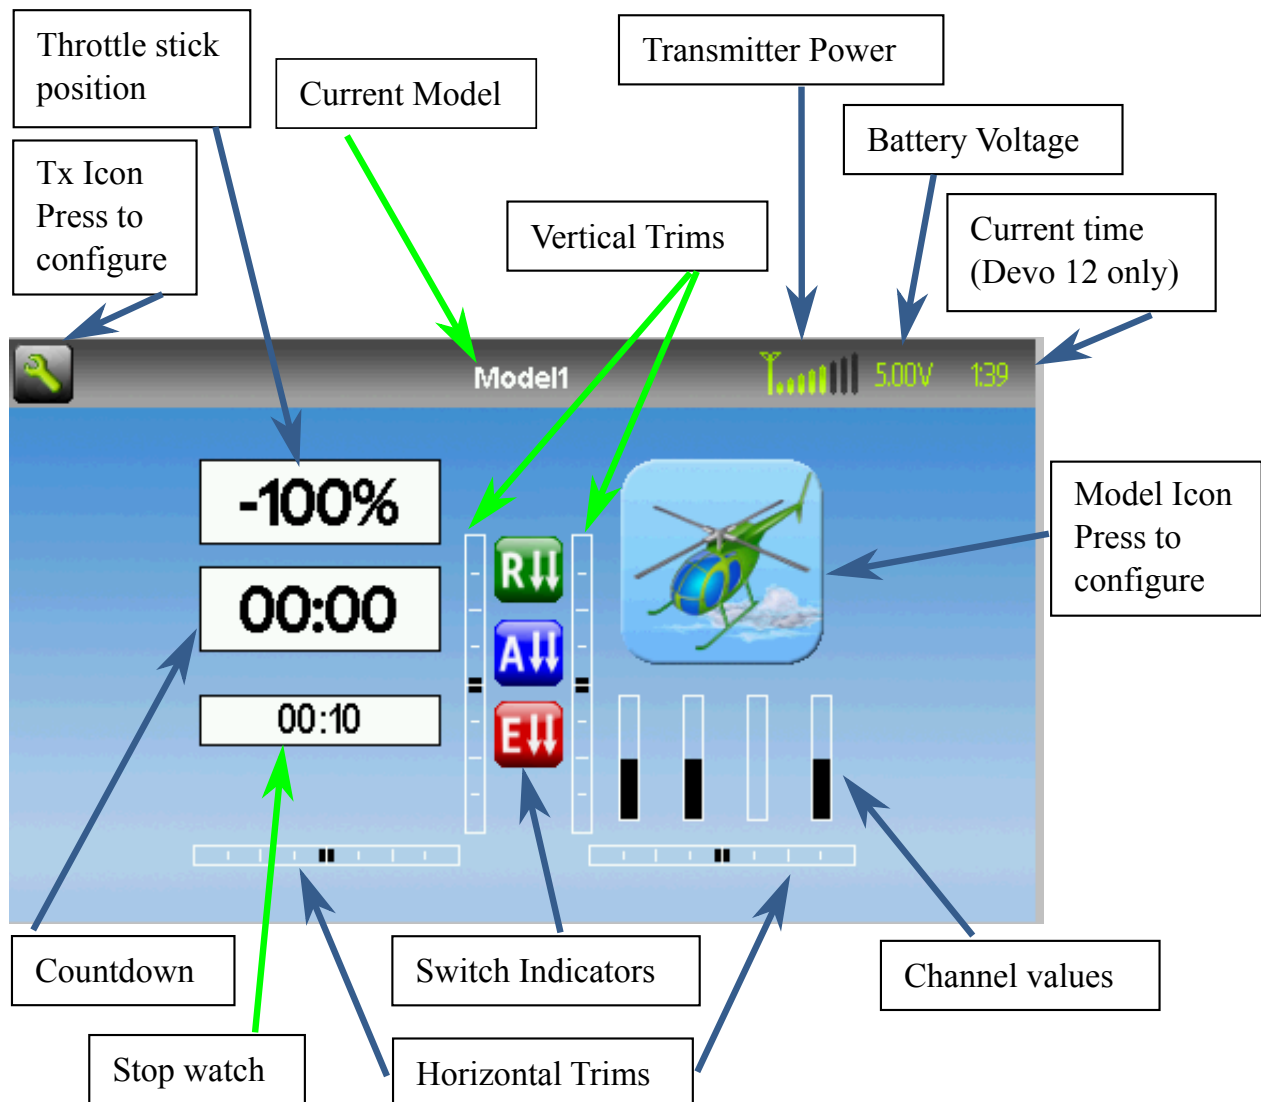 Throttle stick
position
Current Model
Transmitter Power
Battery Voltage
Tx Icon
Press to
configure
Vertical Trims
Current time
(Devo 12 only)
Model1
5.00V
1:39
-100%
00:00
00:10
R
A
E
Model Icon
Press to
configure
Countdown
Switch Indicators
Channel values
Stop watch
Horizontal Trims